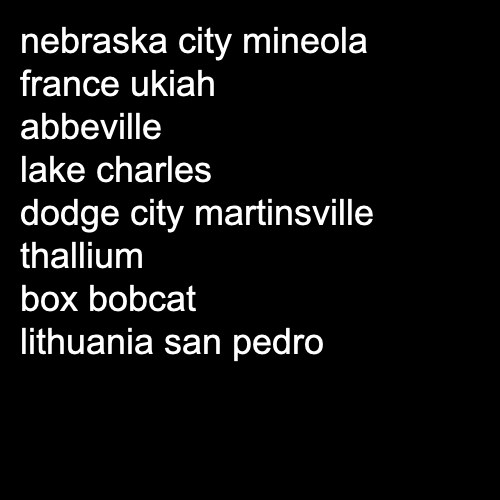 nebraska city mineola
france ukiah
abbeville
lake charles
dodge city martinsville
thallium
box bobcat
lithuania san pedro